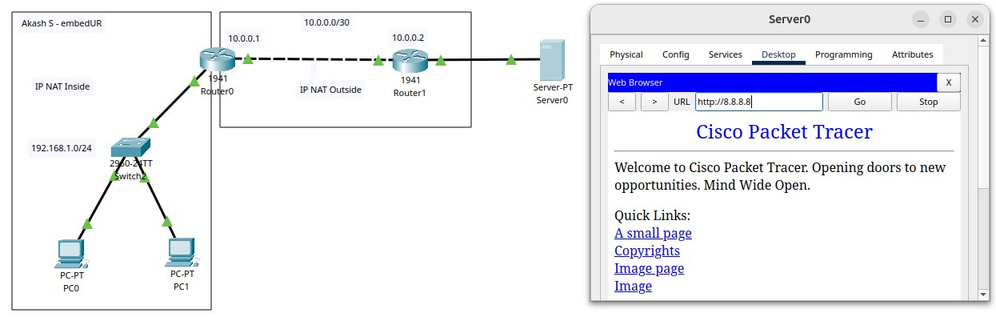 Akash S - embedUR
10.0.0.0/30
10.0.0.1
10.0.0.2
1941
Router0
1941
Router1
IP NAT Inside
IP NAT Outside
Server-PT
Server0
192.168.1.0/24
2960-24TT
Switch2
PC-PT
PC0
PC-PT
PC1
Server0
Physical Config Services Desktop Programming Attributes
Web Browser X
< > URL http://8.8.8.8 Go Stop
Cisco Packet Tracer
Welcome to Cisco Packet Tracer. Opening doors to new
opportunities. Mind Wide Open.
Quick Links:
A small page
Copyrights
Image page
Image